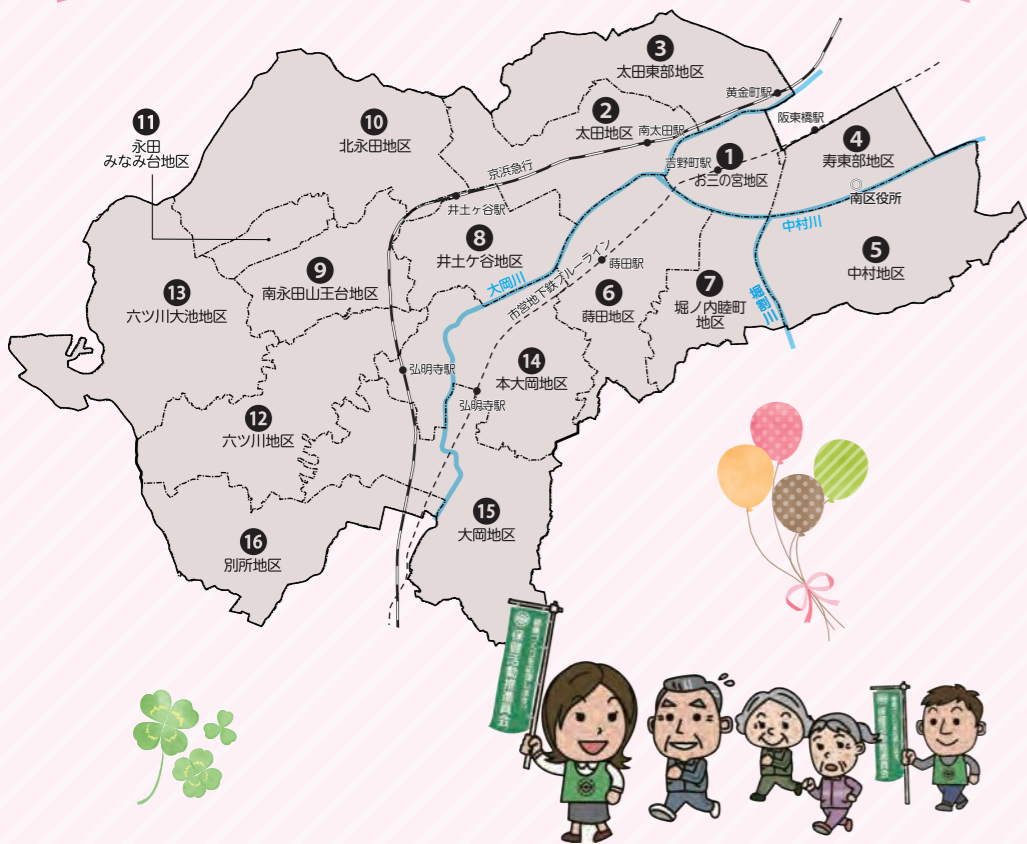 3
太田東部地区
黄金町駅
2
太田地区
南太田駅
阪東橋駅
11
永田
みなみ台地区
10
北永田地区
京浜急行
吉野町駅
1
お三の宮地区
4
寿東部地区
南区役所
井土ケ谷駅
中村川
8
井土ケ谷地区
5
中村地区
9
南永田山王台地区
大岡川
市営地下鉄ブルーライン
蒔田駅
13
六ツ川大池地区
6
蒔田地区
7
堀ノ内睦町
地区
堀割川
弘明寺駅
14
本大岡地区
弘明寺駅
12
六ツ川地区
15
大岡地区
16
別所地区
保健活動推進員会
保健活動推進員会